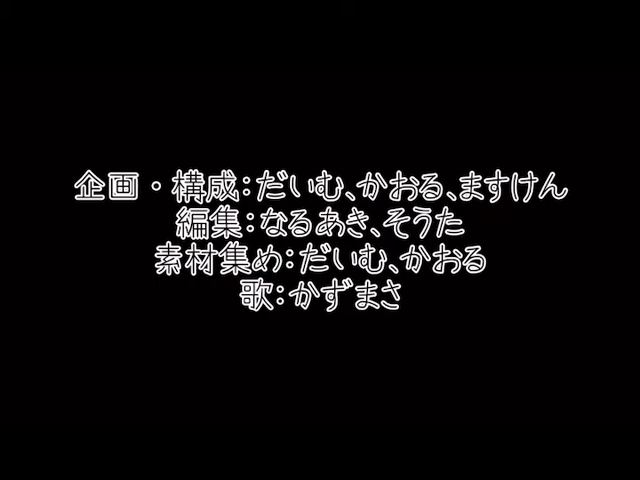 企画・構成:だいむ、かおる、ますけん
編集:なるあき、そうた
素材集め:だいむ、かおる
歌:かずまさ